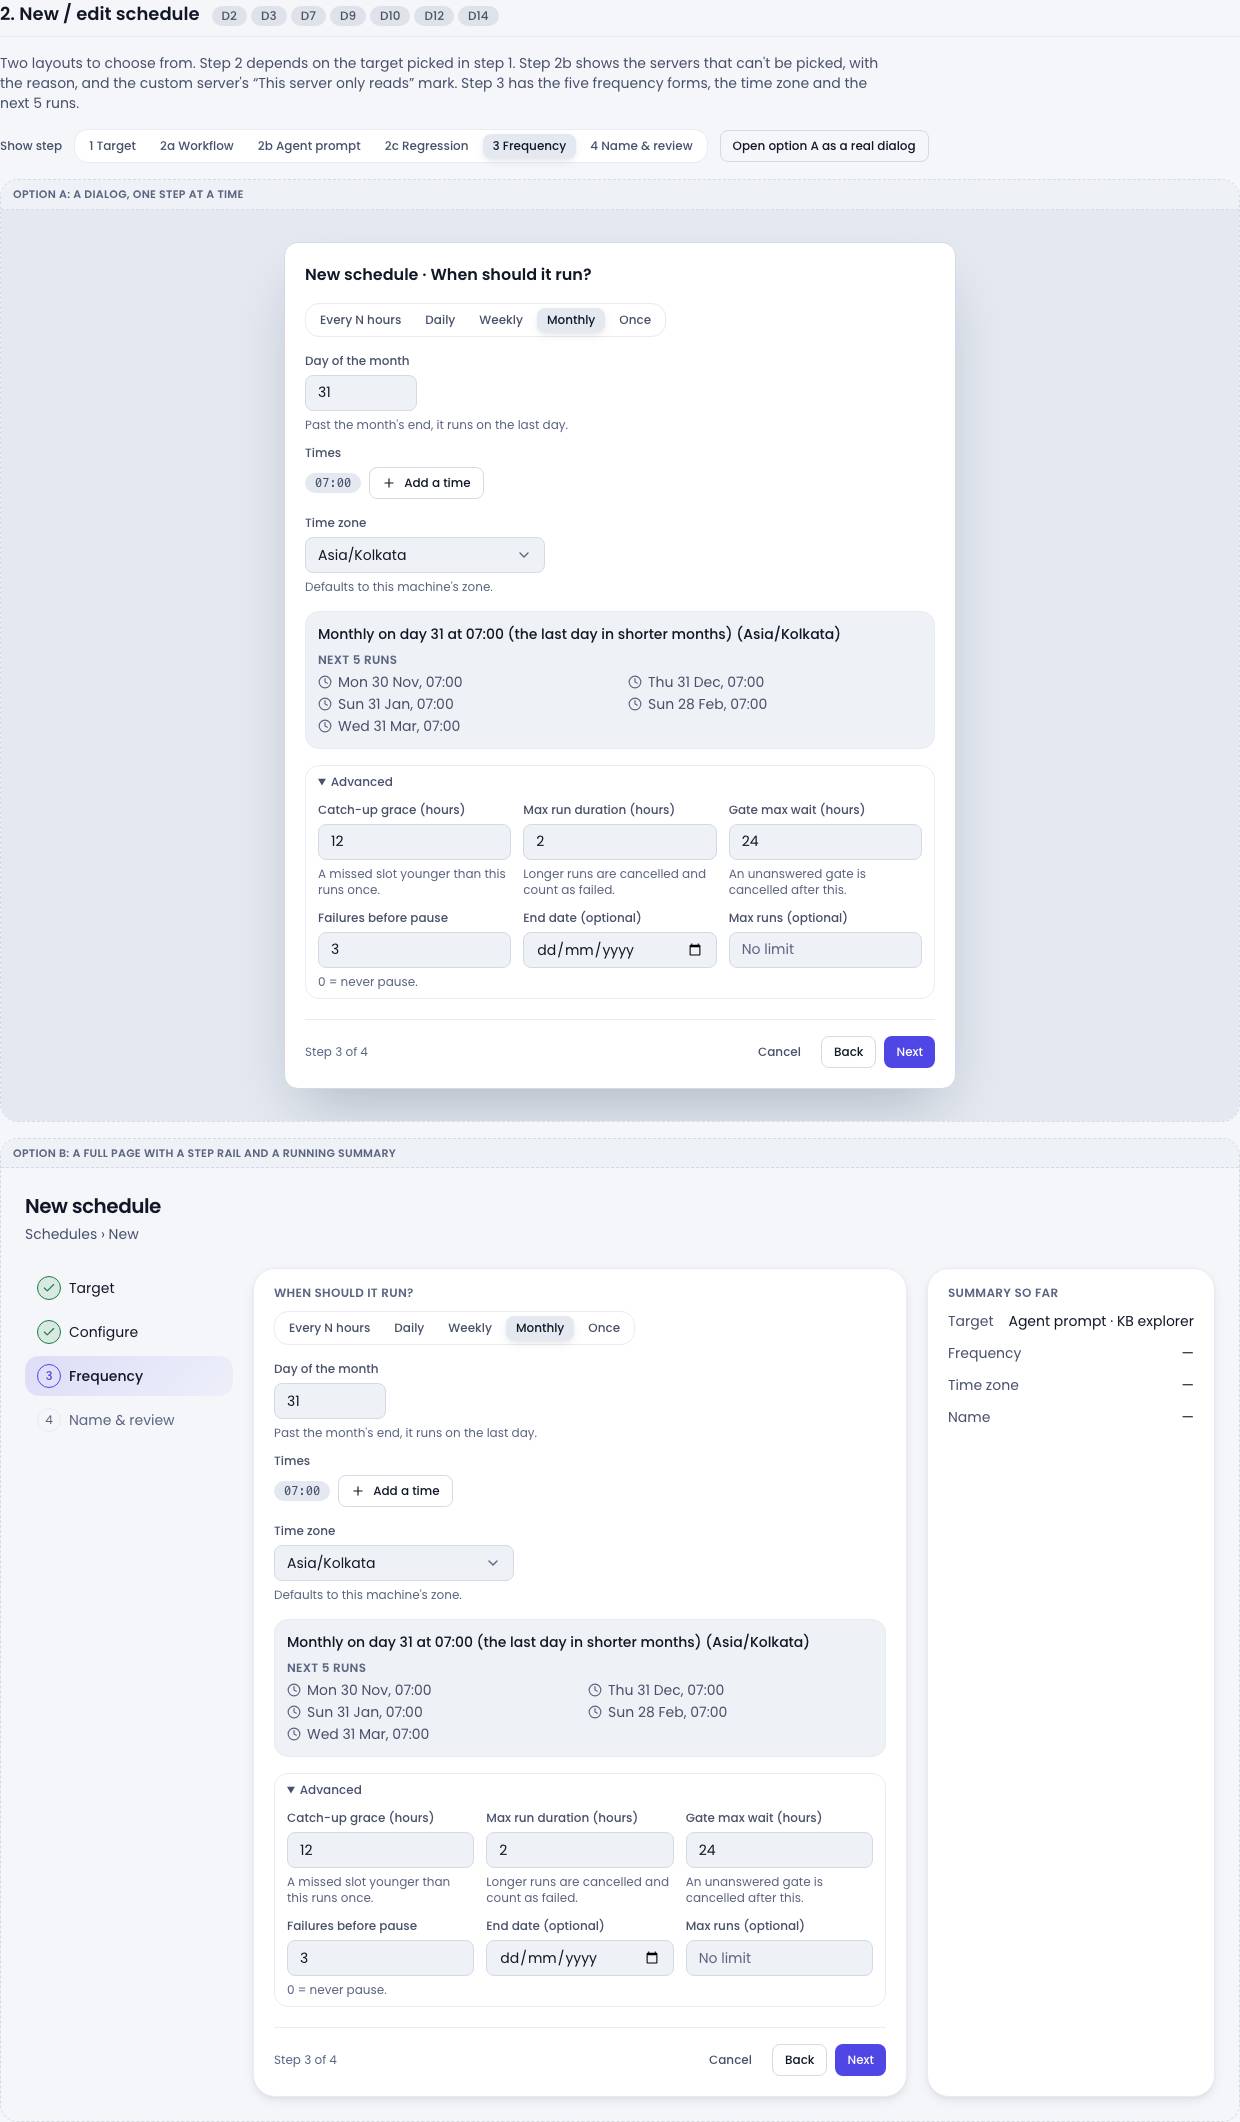 2. New / edit schedule D2 D3 D7 D9 D10 D12 D14
Two layouts to choose from. Step 2 depends on the target picked in step 1. Step 2b shows the servers that can't be picked, with
the reason, and the custom server's “This server only reads” mark. Step 3 has the five frequency forms, the time zone and the
next 5 runs.
Show step 1 Target 2a Workflow 2b Agent prompt 2c Regression 3 Frequency 4 Name & review Open option A as a real dialog
OPTION A: A DIALOG, ONE STEP AT A TIME
New schedule · When should it run?
Every N hours Daily Weekly Monthly Once
Day of the month
31
Past the month's end, it runs on the last day.
Times
07:00 + Add a time
Time zone
Asia/Kolkata
Defaults to this machine's zone.
Monthly on day 31 at 07:00 (the last day in shorter months) (Asia/Kolkata)
NEXT 5 RUNS
Mon 30 Nov, 07:00 Thu 31 Dec, 07:00
Sun 31 Jan, 07:00 Sun 28 Feb, 07:00
Wed 31 Mar, 07:00
▼ Advanced
Catch-up grace (hours) Max run duration (hours) Gate max wait (hours)
12 2 24
A missed slot younger than this Longer runs are cancelled and An unanswered gate is
runs once. count as failed. cancelled after this.
Failures before pause End date (optional) Max runs (optional)
3 dd/mm/yyyy No limit
0 = never pause.
Step 3 of 4 Cancel Back Next
OPTION B: A FULL PAGE WITH A STEP RAIL AND A RUNNING SUMMARY
New schedule
Schedules › New
Target
Configure
3 Frequency
4 Name & review
WHEN SHOULD IT RUN?
Every N hours Daily Weekly Monthly Once
Day of the month
31
Past the month's end, it runs on the last day.
Times
07:00 + Add a time
Time zone
Asia/Kolkata
Defaults to this machine's zone.
Monthly on day 31 at 07:00 (the last day in shorter months) (Asia/Kolkata)
NEXT 5 RUNS
Mon 30 Nov, 07:00 Thu 31 Dec, 07:00
Sun 31 Jan, 07:00 Sun 28 Feb, 07:00
Wed 31 Mar, 07:00
▼ Advanced
Catch-up grace (hours) Max run duration (hours) Gate max wait (hours)
12 2 24
A missed slot younger than Longer runs are cancelled and An unanswered gate is
this runs once. count as failed. cancelled after this.
Failures before pause End date (optional) Max runs (optional)
3 dd/mm/yyyy No limit
0 = never pause.
Step 3 of 4 Cancel Back Next
SUMMARY SO FAR
Target Agent prompt · KB explorer
Frequency —
Time zone —
Name —